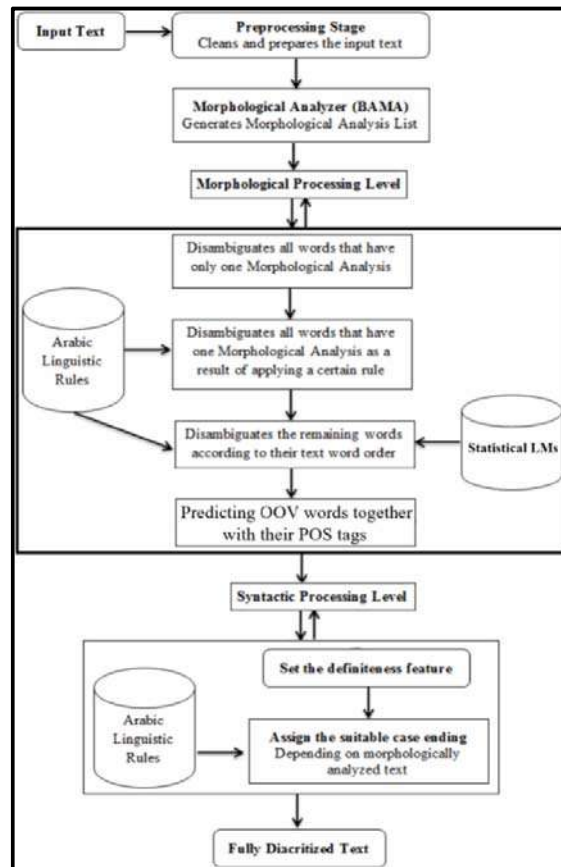 Input Text
Preprocessing Stage
Cleans and prepares the input text
Morphological Analyzer (BAMA)
Generates Morphological Analysis List
Morphological Processing Level
Disambiguates all words that have
only one Morphological Analysis
Arabic
Linguistic
Rules
Disambiguates all words that have
one Morphological Analysis as a
result of applying a certain rule
Disambiguates the remaining words
according to their text word order
Statistical LMs
Predicting OOV words together
with their POS tags
Syntactic Processing Level
Set the definiteness feature
Arabic
Linguistic
Rules
Assign the suitable case ending
Depending on morphologically
analyzed text
Fully Diacritized Text